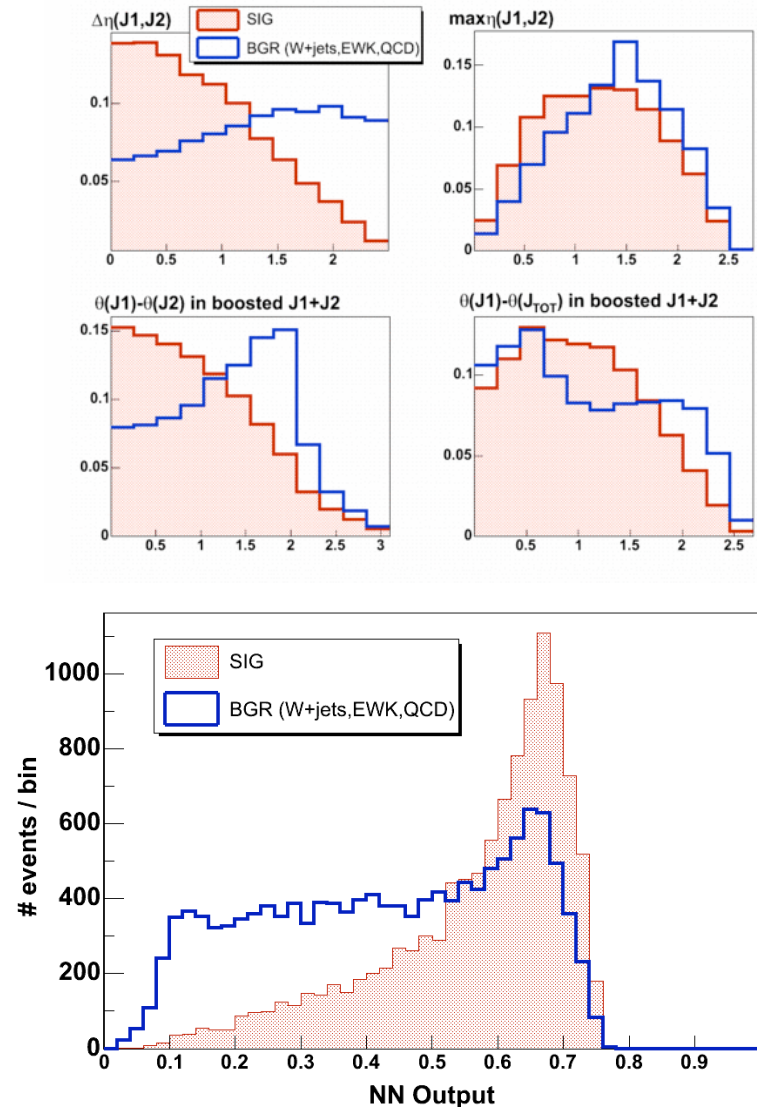 Δη(J1,J2)
SIG
BGR (W+jets,EWK,QCD)
0.1
0.05
0 0.5 1 1.5 2
maxη(J1,J2)
0.15
0.1
0.05
0
0 0.5 1 1.5 2 2.5
θ(J1)-θ(J2) in boosted J1+J2
0.15
0.1
0.05
0
0.5 1 1.5 2 2.5 3
θ(J1)-θ(J_TOT) in boosted J1+J2
0.1
0.05
0
0.5 1 1.5 2 2.5
SIG
BGR (W+jets,EWK,QCD)
# events / bin
1000
800
600
400
200
0
0 0.1 0.2 0.3 0.4 0.5 0.6 0.7 0.8 0.9
NN Output